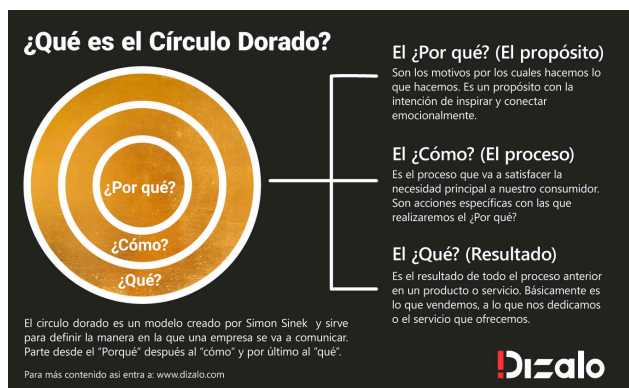 ¿Qué es el Círculo Dorado?
¿Por qué?
¿Cómo?
¿Qué?
El circulo dorado es un modelo creado por Simon Sinek y sirve
para definir la manera en la que una empresa se va a comunicar.
Parte desde el "Porqué" después al "cómo" y por último al "qué".
Para más contenido asi entra a: www.dizalo.com
El ¿Por qué? (El propósito)
Son los motivos por los cuales hacemos lo
que hacemos. Es un propósito con la
intención de inspirar y conectar
emocionalmente.
El ¿Cómo? (El proceso)
Es el proceso que va a satisfacer la
necesidad principal a nuestro consumidor.
Son acciones específicas con las que
realizaremos el ¿Por qué?
El ¿Qué? (Resultado)
Es el resultado de todo el proceso anterior
en un producto o servicio. Básicamente es
lo que vendemos, a lo que nos dedicamos
o el servicio que ofrecemos.
Dizalo